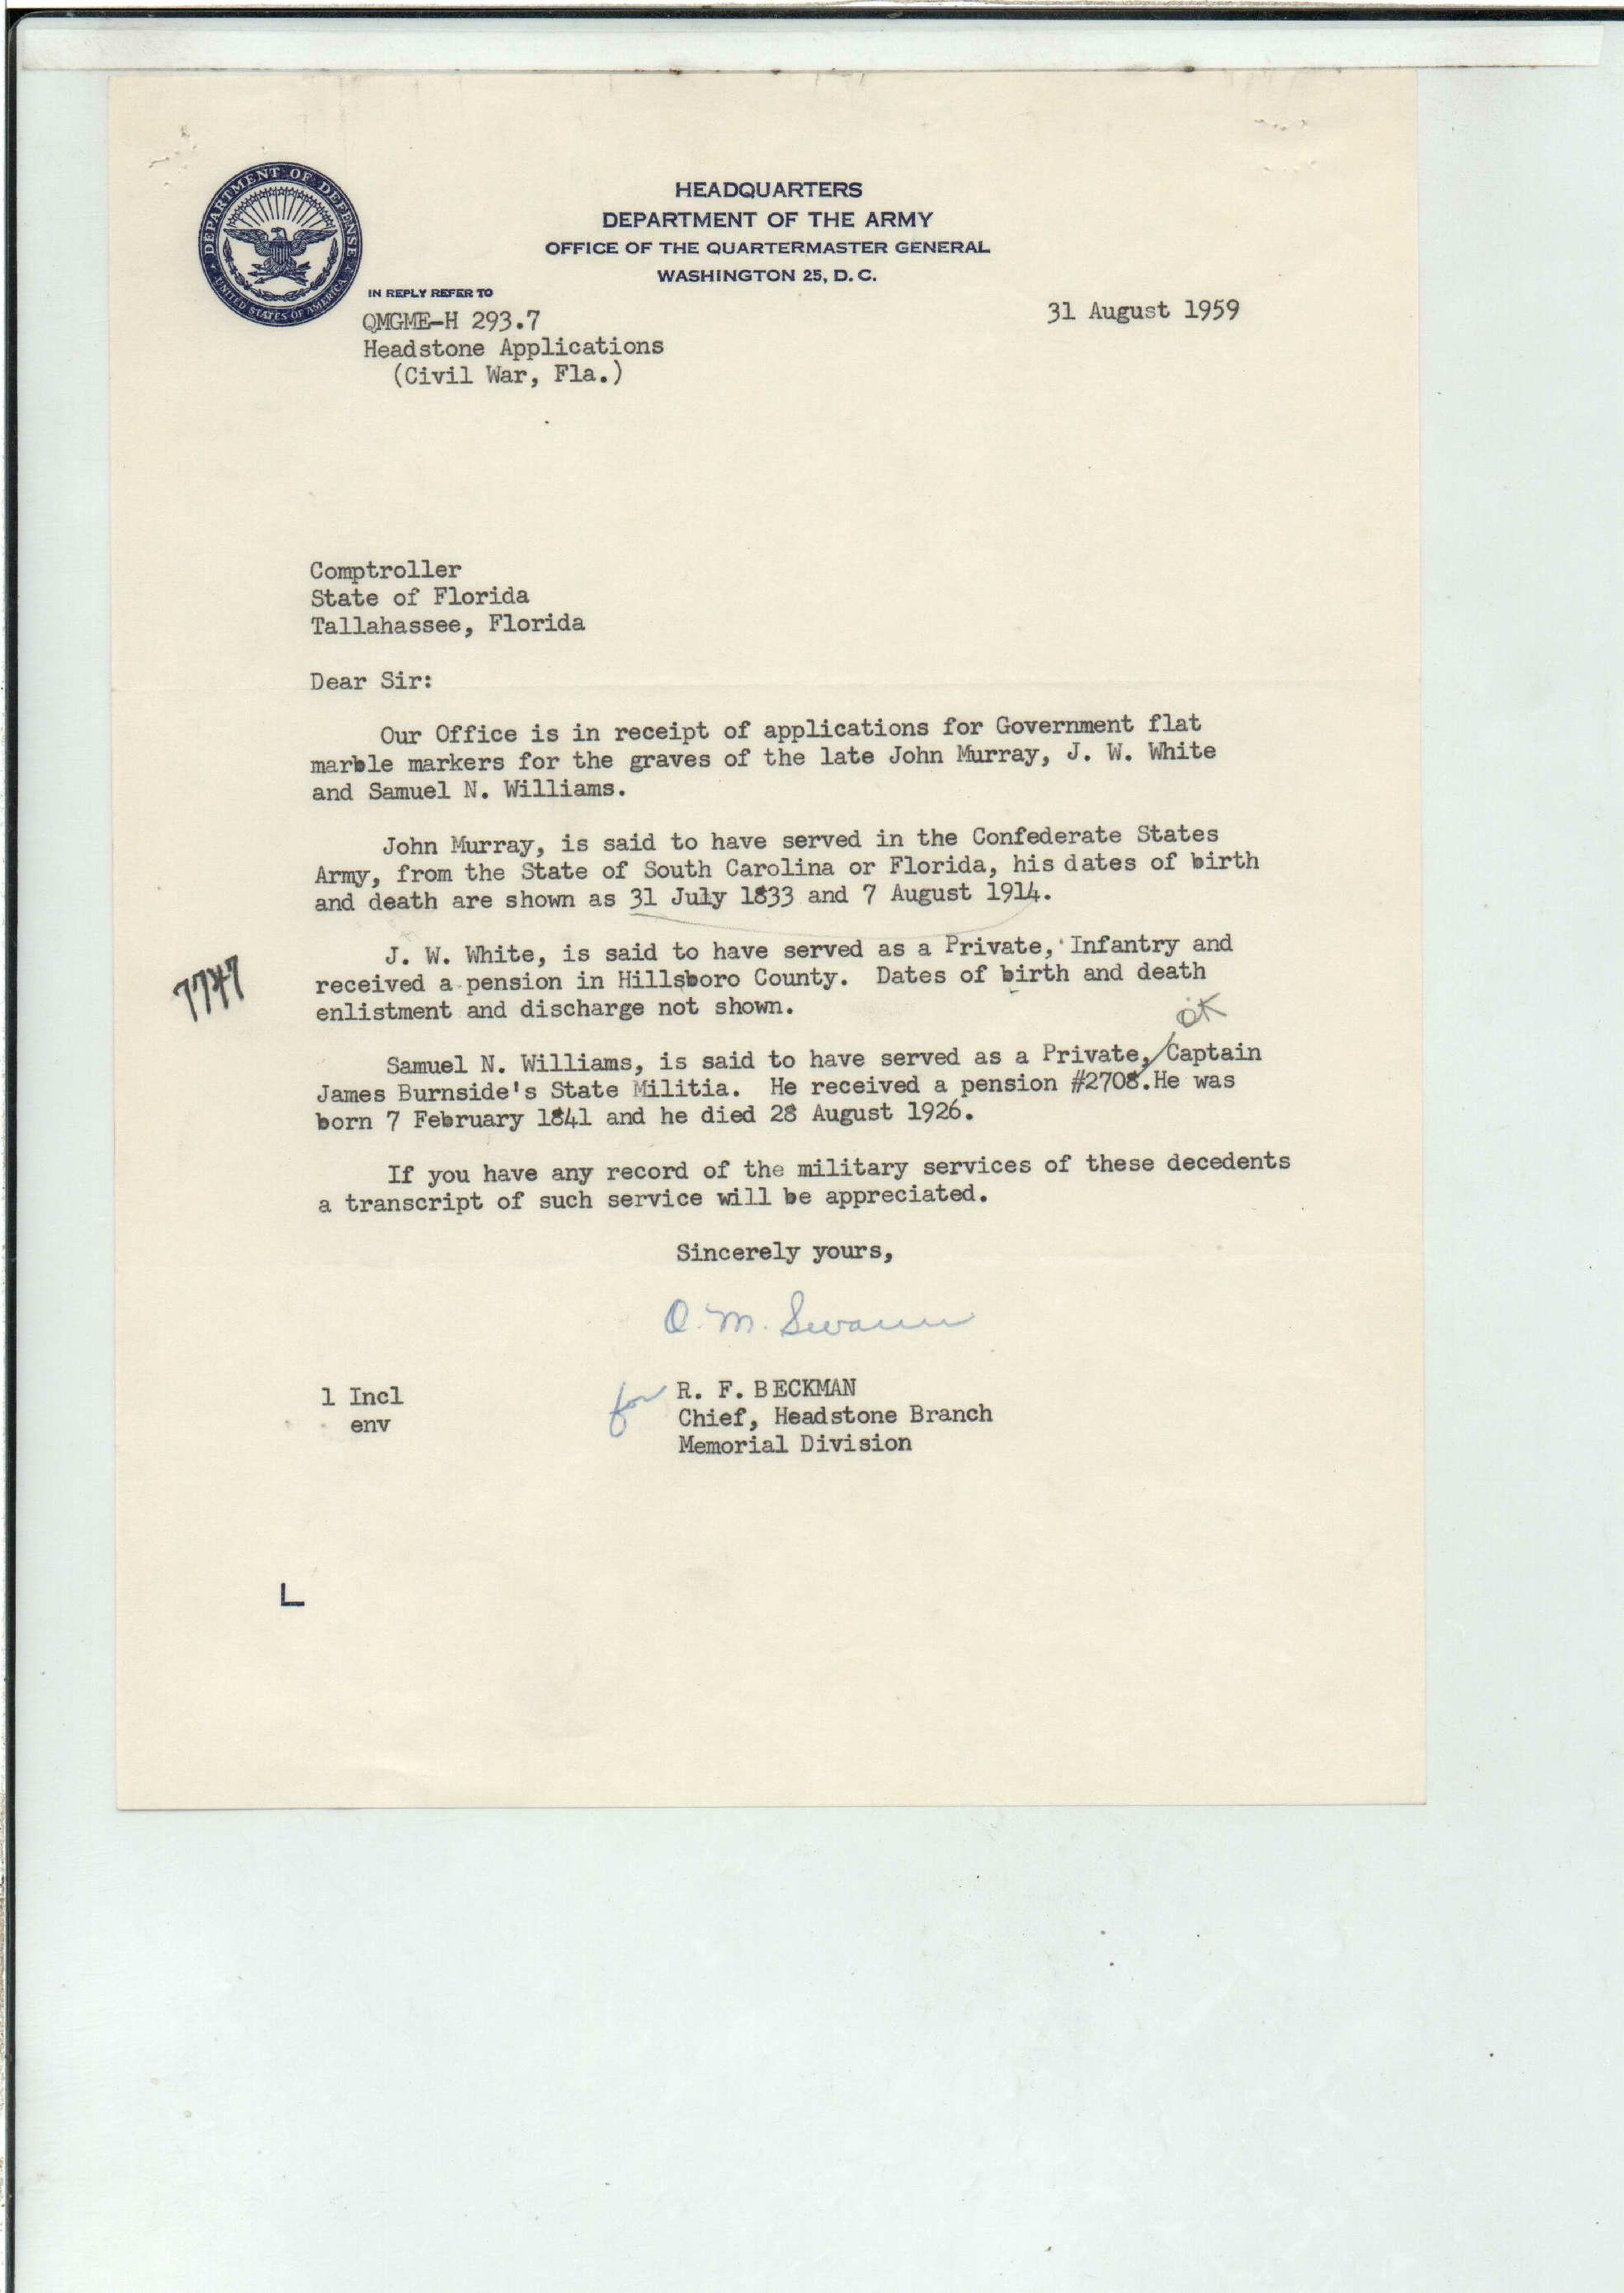 DEPARTMENT OF DEFENSE
UNITED STATES OF AMERICA
HEADQUARTERS
DEPARTMENT OF THE ARMY
OFFICE OF THE QUARTERMASTER GENERAL
WASHINGTON 25, D. C.
IN REPLY REFER TO
QMGME-H 293.7
Headstone Applications
(Civil War, Fla.)
31 August 1959
Comptroller
State of Florida
Tallahassee, Florida
Dear Sir:
Our Office is in receipt of applications for Government flat
marble markers for the graves of the late John Murray, J. W. White
and Samuel N. Williams.
John Murray, is said to have served in the Confederate States
Army, from the State of South Carolina or Florida, his dates of birth
and death are shown as 31 July 1833 and 7 August 1914.
J. W. White, is said to have served as a Private, Infantry and
received a pension in Hillsboro County. Dates of birth and death
enlistment and discharge not shown.
7747
OK
Samuel N. Williams, is said to have served as a Private, Captain
James Burnside's State Militia. He received a pension #2708.He was
born 7 February 1841 and he died 28 August 1926.
If you have any record of the military services of these decedents
a transcript of such service will be appreciated.
Sincerely yours,
O. M. Swann
for R. F. BECKMAN
Chief, Headstone Branch
Memorial Division
1 Incl
env